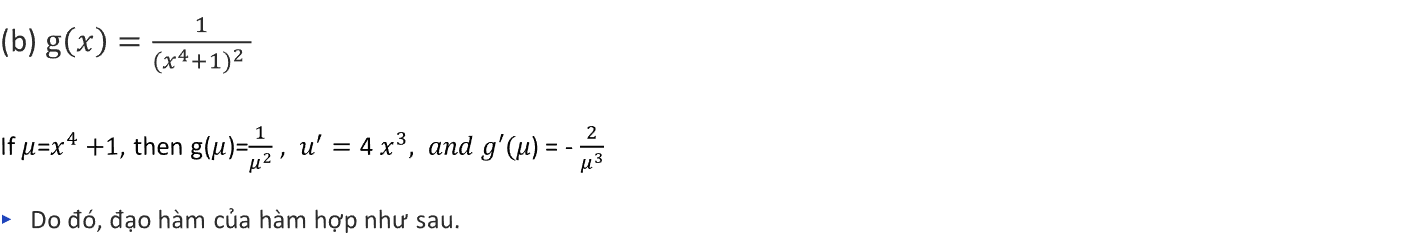 (b) g(x) = 1/(x⁴+1)²
If μ=x⁴ +1, then g(μ)=1/μ² , u′ = 4 x³, and g′(μ) = - 2/μ³
▸ Do đó, đạo hàm của hàm hợp như sau.